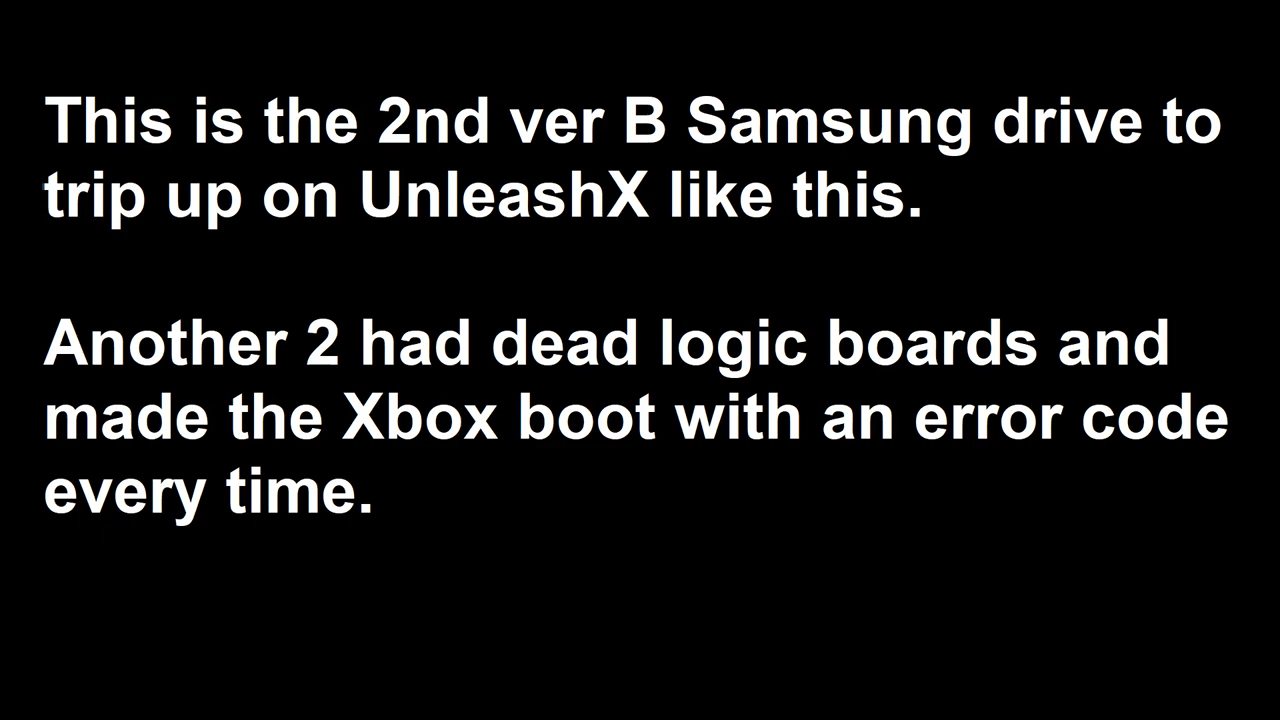 This is the 2nd ver B Samsung drive to
trip up on UnleashX like this.
Another 2 had dead logic boards and
made the Xbox boot with an error code
every time.